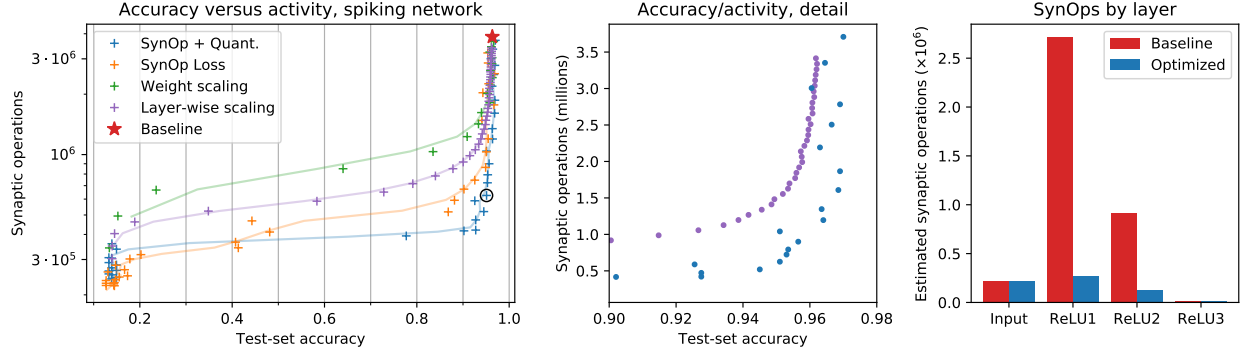 Accuracy versus activity, spiking network
Synaptic operations
3 · 10⁶
10⁶
3 · 10⁵
SynOp + Quant.
SynOp Loss
Weight scaling
Layer-wise scaling
Baseline
0.2 0.4 0.6 0.8 1.0
Test-set accuracy
Accuracy/activity, detail
Synaptic operations (millions)
3.5
3.0
2.5
2.0
1.5
1.0
0.5
0.90 0.92 0.94 0.96 0.98
Test-set accuracy
SynOps by layer
Estimated synaptic operations (×10⁶)
2.5
2.0
1.5
1.0
0.5
0.0
Baseline
Optimized
Input ReLU1 ReLU2 ReLU3